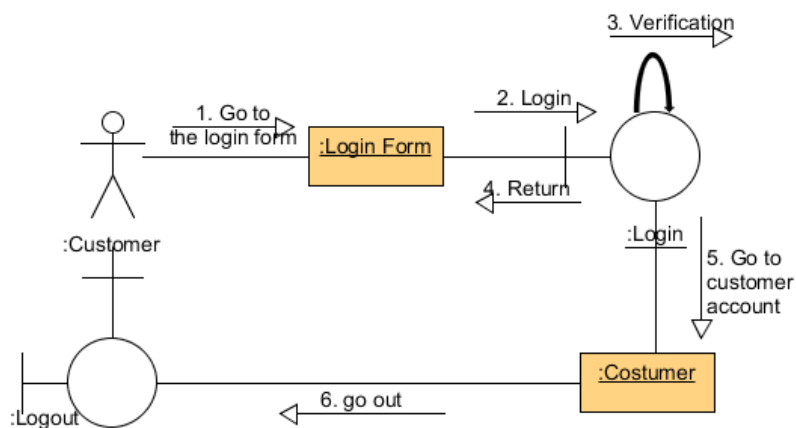 3. Verification
2. Login
1. Go to
the login form
:Login Form
4. Return
:Customer
:Login
5. Go to
customer
account
:Costumer
6. go out
:Logout